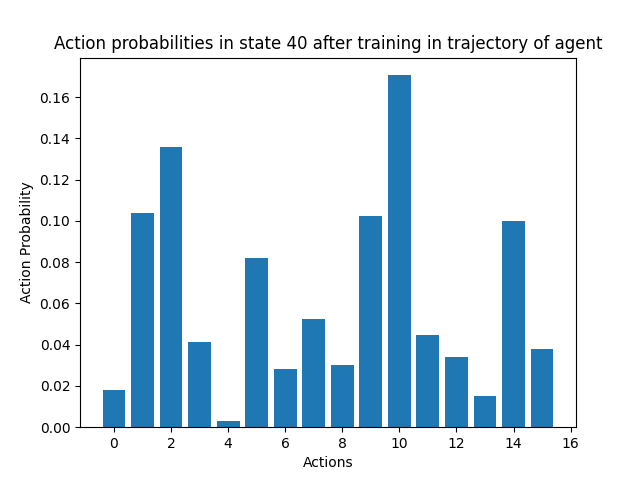 Action probabilities in state 40 after training in trajectory of agent
0.16
0.14
0.12
0.10
0.08
0.06
0.04
0.02
0.00
Action Probability
0 2 4 6 8 10 12 14 16
Actions